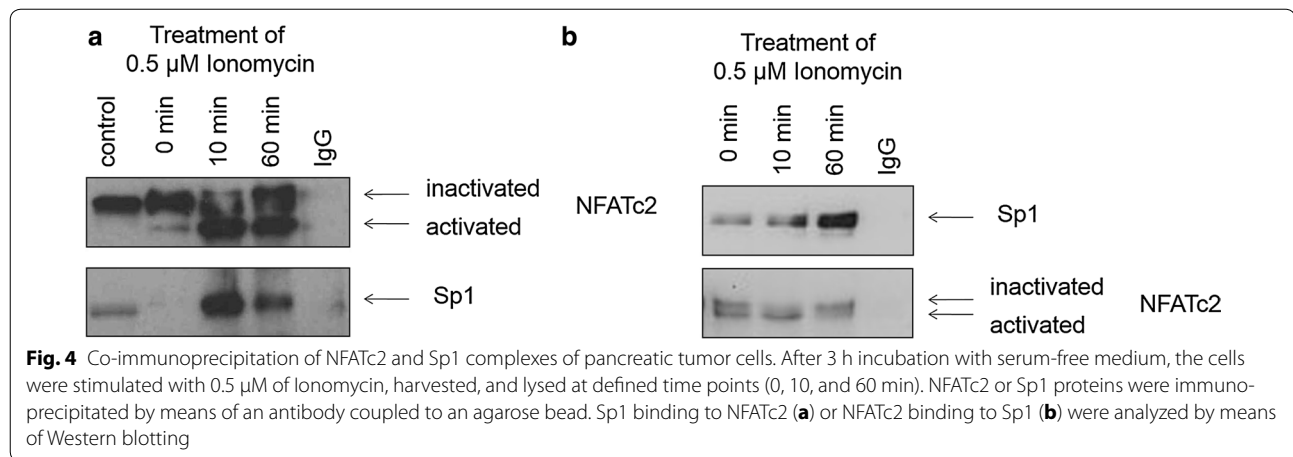 a
Treatment of
0.5 µM Ionomycin
control
0 min
10 min
60 min
IgG
inactivated
activated
NFATc2
Sp1
b
Treatment of
0.5 µM Ionomycin
0 min
10 min
60 min
IgG
Sp1
inactivated
activated
NFATc2
Fig. 4 Co-immunoprecipitation of NFATc2 and Sp1 complexes of pancreatic tumor cells. After 3 h incubation with serum-free medium, the cells
were stimulated with 0.5 µM of Ionomycin, harvested, and lysed at defined time points (0, 10, and 60 min). NFATc2 or Sp1 proteins were immuno-
precipitated by means of an antibody coupled to an agarose bead. Sp1 binding to NFATc2 (a) or NFATc2 binding to Sp1 (b) were analyzed by means
of Western blotting